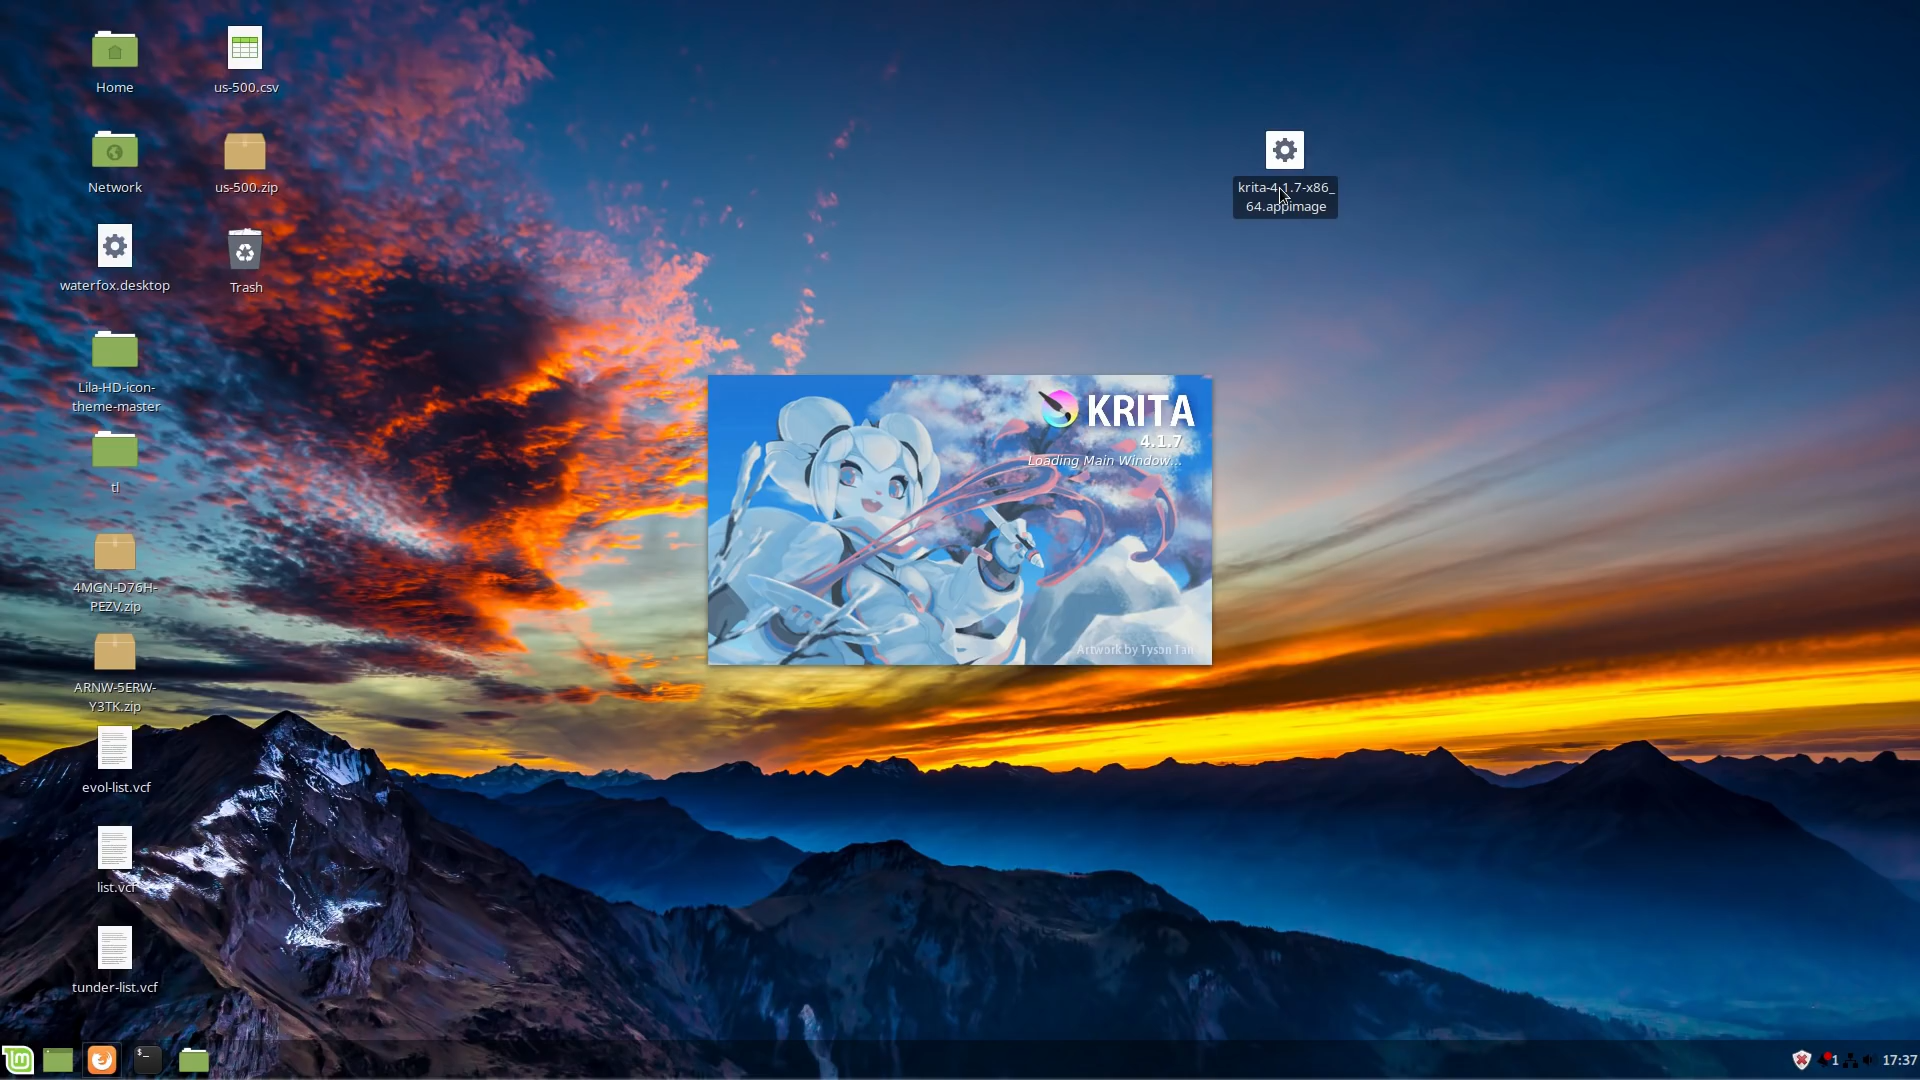 Home
us-500.csv
Network
us-500.zip
waterfox.desktop
Trash
Lila-HD-icon-
theme-master
tl
4MGN-D76H-
PEZV.zip
ARNW-5ERW-
Y3TK.zip
evol-list.vcf
list.vcf
tunder-list.vcf
krita-4.1.7-x86_
64.appimage
KRITA
4.1.7
Loading Main Window...
Artwork by Tyson Tan
$_
1
17:37